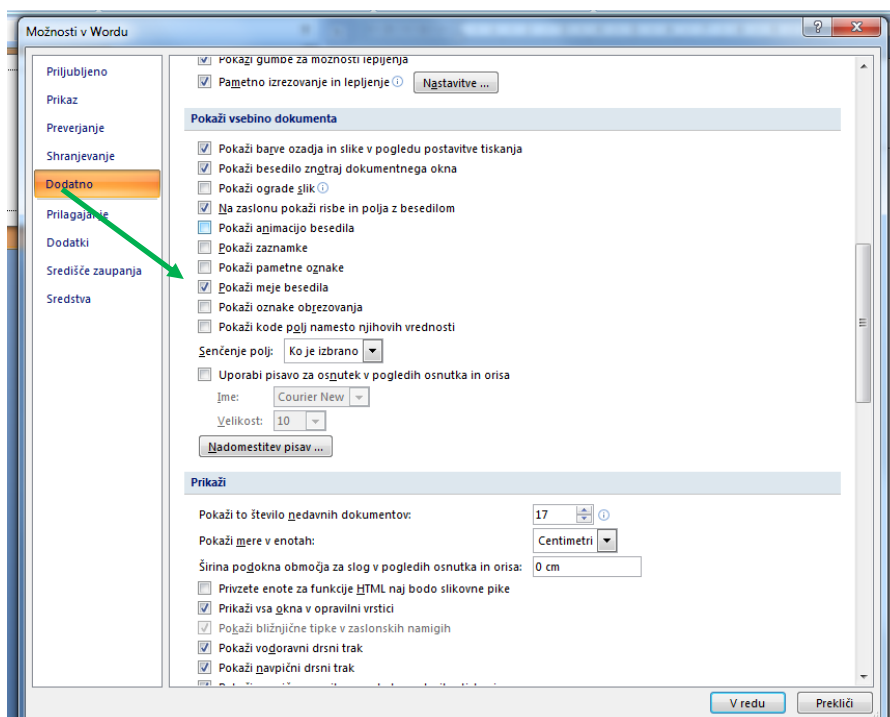 Možnosti v Wordu
Priljubljeno
Prikaz
Preverjanje
Shranjevanje
Dodatno
Prilagajanje
Dodatki
Središče zaupanja
Sredstva
Pokaži gumbe za možnosti lepljenja
Pametno izrezovanje in lepljenje
Nastavitve ...
Pokaži vsebino dokumenta
Pokaži barve ozadja in slike v pogledu postavitve tiskanja
Pokaži besedilo znotraj dokumentnega okna
Pokaži ograde slik
Na zaslonu pokaži risbe in polja z besedilom
Pokaži animacijo besedila
Pokaži zaznamke
Pokaži pametne oznake
Pokaži meje besedila
Pokaži oznake obrezovanja
Pokaži kode polj namesto njihovih vrednosti
Senčenje polj: Ko je izbrano
Uporabi pisavo za osnutek v pogledih osnutka in orisa
Ime: Courier New
Velikost: 10
Nadomestitev pisav ...
Prikaži
Pokaži to število nedavnih dokumentov: 17
Pokaži mere v enotah: Centimetri
Širina podokna območja za slog v pogledih osnutka in orisa: 0 cm
Privzete enote za funkcije HTML naj bodo slikovne pike
Prikaži vsa okna v opravilni vrstici
Pokaži bližnjične tipke v zaslonskih namigih
Pokaži vodoravni drsni trak
Pokaži navpični drsni trak
V redu
Prekliči